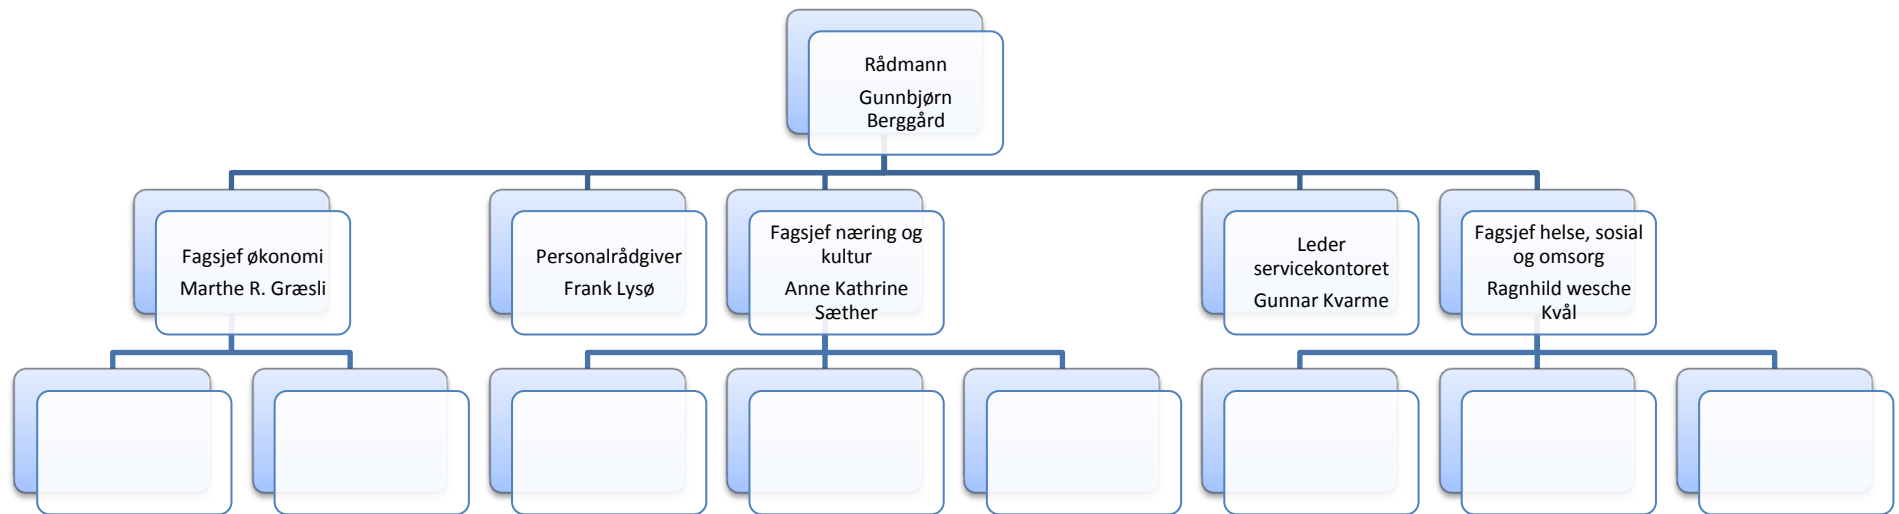 Rådmann
Gunnbjørn
Berggård
Fagsjef økonomi
Marthe R. Græsli
Personalrådgiver
Frank Lysø
Fagsjef næring og
kultur
Anne Kathrine
Sæther
Leder
servicekontoret
Gunnar Kvarme
Fagsjef helse, sosial
og omsorg
Ragnhild wesche
Kvål